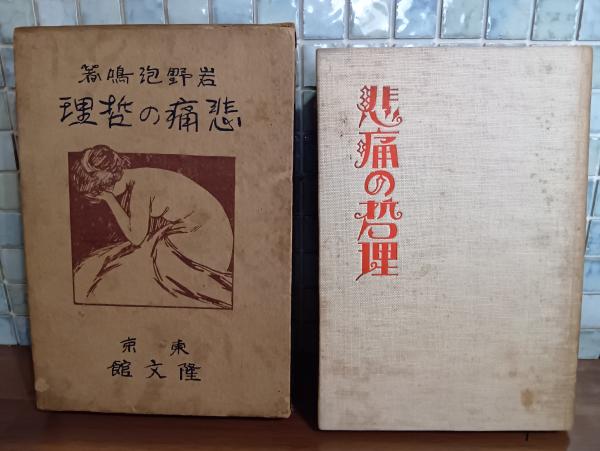 岩野泡鳴著
悲痛の哲理
東京
隆文館
悲痛の哲理